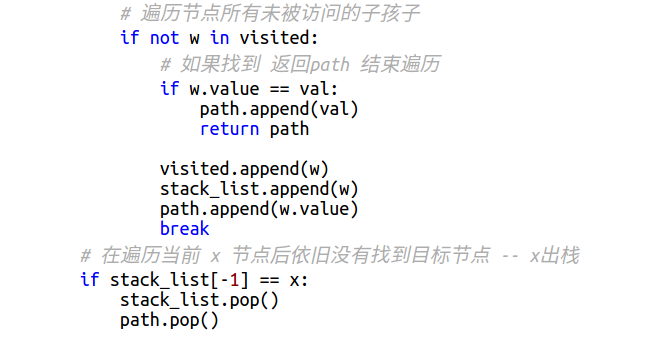 # 遍历节点所有未被访问的子孩子
if not w in visited:
# 如果找到 返回path 结束遍历
if w.value == val:
path.append(val)
return path
visited.append(w)
stack_list.append(w)
path.append(w.value)
break
# 在遍历当前 x 节点后依旧没有找到目标节点 -- x出栈
if stack_list[-1] == x:
stack_list.pop()
path.pop()